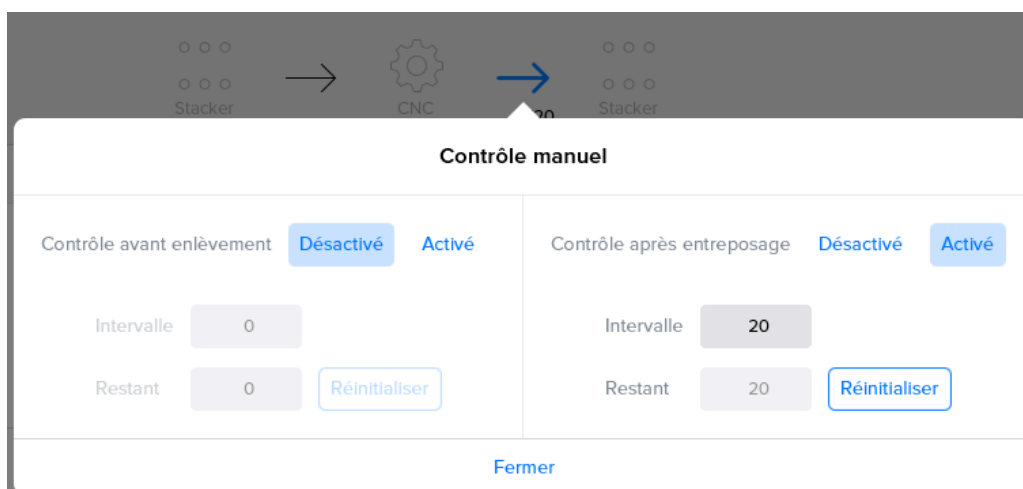 Stacker
CNC
20
Stacker
Contrôle manuel
Contrôle avant enlèvement Désactivé Activé
Intervalle 0
Restant 0 Réinitialiser
Contrôle après entreposage Désactivé Activé
Intervalle 20
Restant 20 Réinitialiser
Fermer